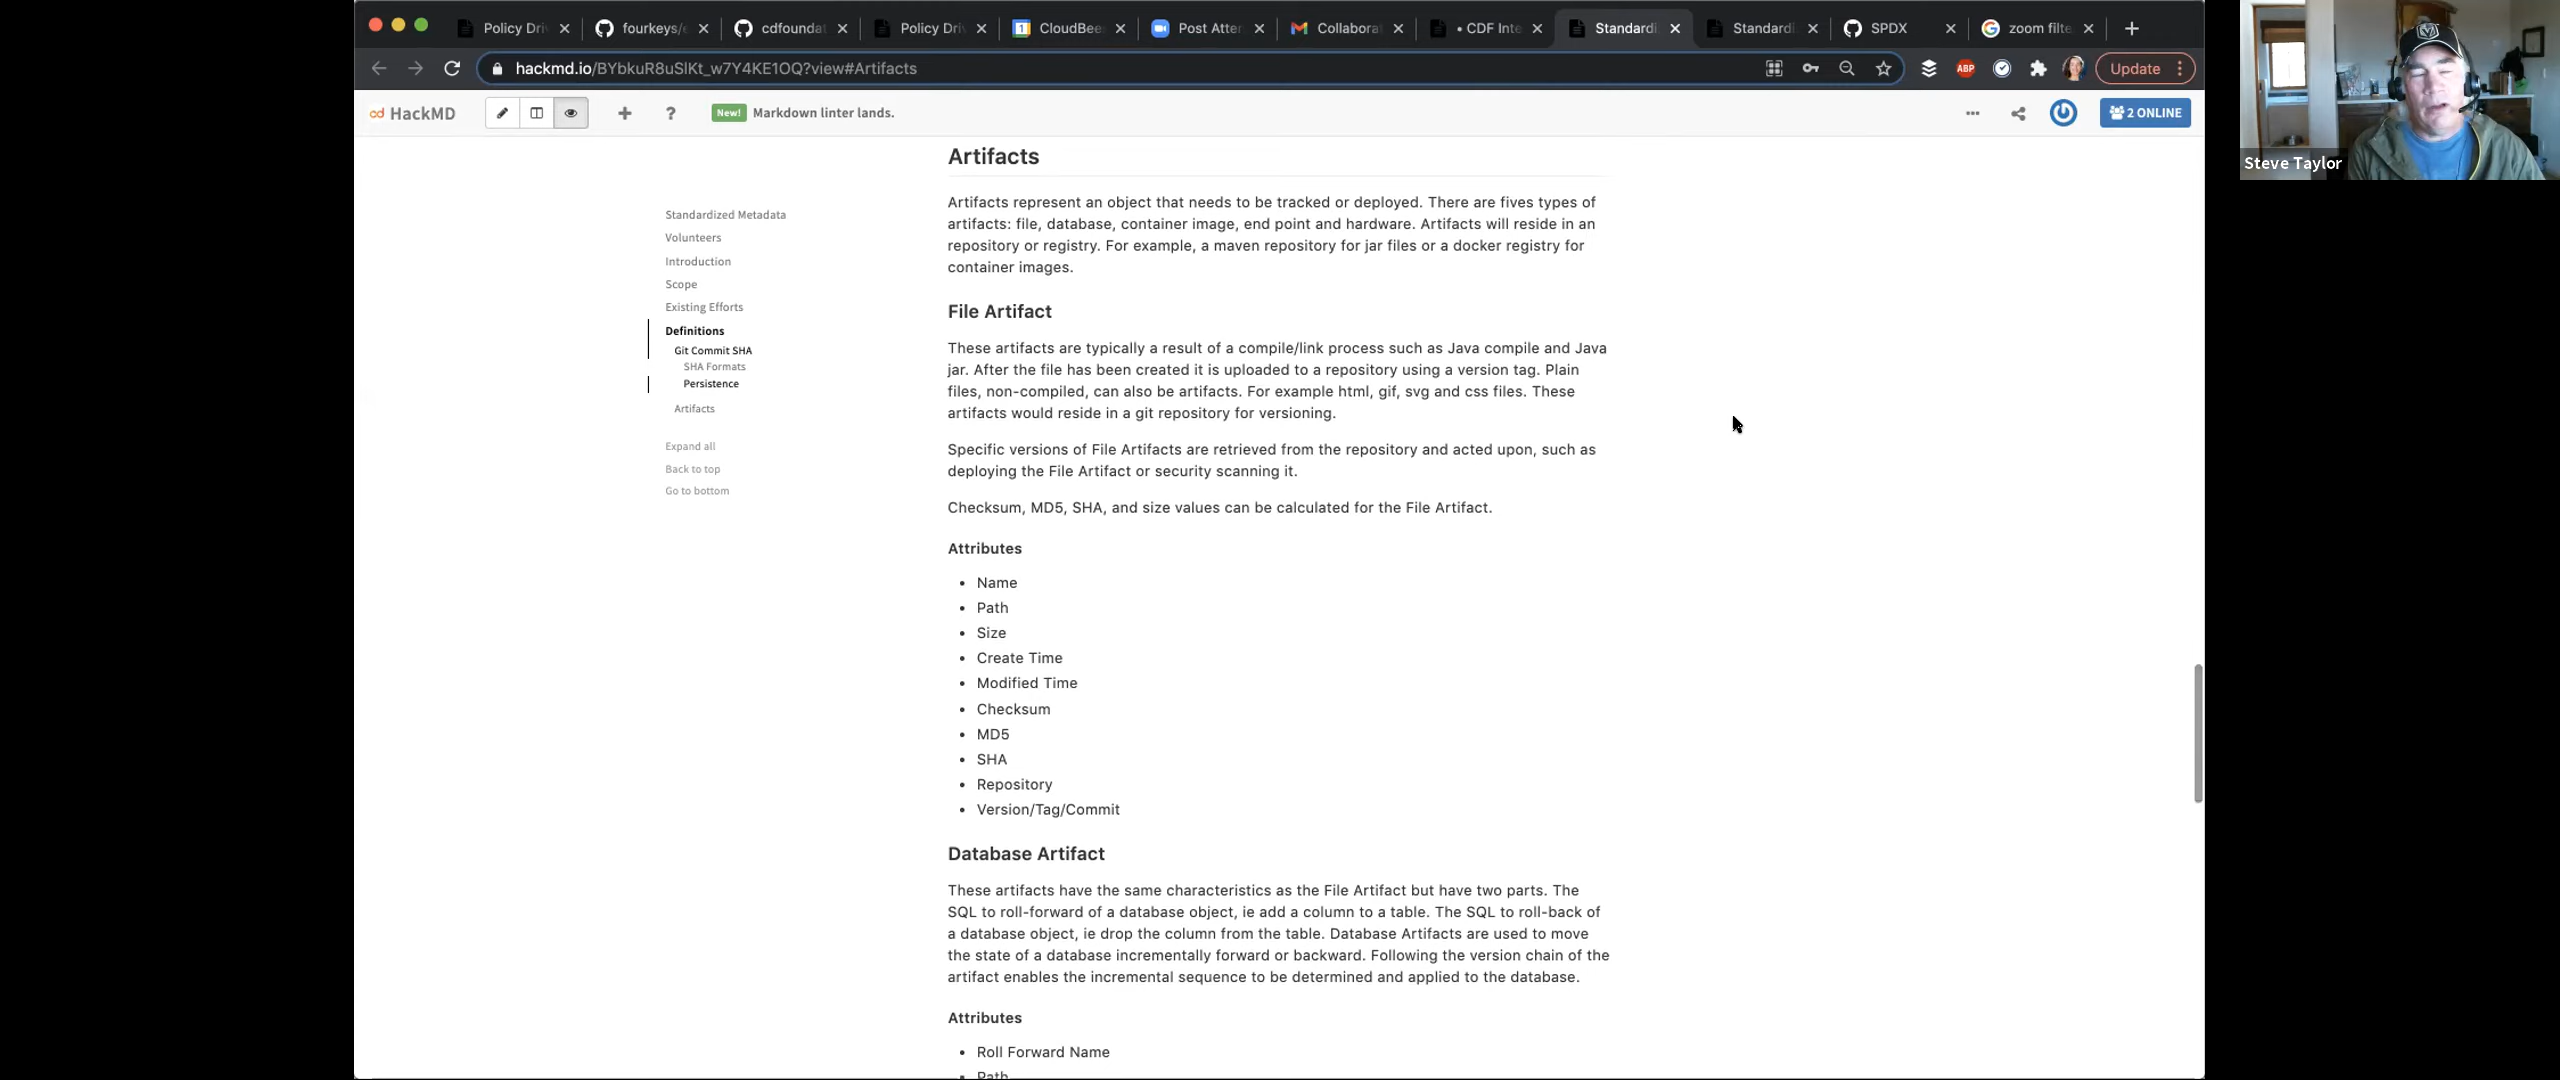 Policy Dri
fourkeys/
cdfounda
Policy Dri
CloudBee
Post Atter
Collabora
• CDF Inte
Standardi
Standardi
SPDX
zoom filte
hackmd.io/BYbkuR8uSlKt_w7Y4KE1OQ?view#Artifacts
ABP
Update
HackMD
New! Markdown linter lands.
2 ONLINE
Steve Taylor
Standardized Metadata
Volunteers
Introduction
Scope
Existing Efforts
Definitions
Git Commit SHA
SHA Formats
Persistence
Artifacts
Expand all
Back to top
Go to bottom
Artifacts
Artifacts represent an object that needs to be tracked or deployed. There are fives types of
artifacts: file, database, container image, end point and hardware. Artifacts will reside in an
repository or registry. For example, a maven repository for jar files or a docker registry for
container images.
File Artifact
These artifacts are typically a result of a compile/link process such as Java compile and Java
jar. After the file has been created it is uploaded to a repository using a version tag. Plain
files, non-compiled, can also be artifacts. For example html, gif, svg and css files. These
artifacts would reside in a git repository for versioning.
Specific versions of File Artifacts are retrieved from the repository and acted upon, such as
deploying the File Artifact or security scanning it.
Checksum, MD5, SHA, and size values can be calculated for the File Artifact.
Attributes
• Name
• Path
• Size
• Create Time
• Modified Time
• Checksum
• MD5
• SHA
• Repository
• Version/Tag/Commit
Database Artifact
These artifacts have the same characteristics as the File Artifact but have two parts. The
SQL to roll-forward of a database object, ie add a column to a table. The SQL to roll-back of
a database object, ie drop the column from the table. Database Artifacts are used to move
the state of a database incrementally forward or backward. Following the version chain of the
artifact enables the incremental sequence to be determined and applied to the database.
Attributes
• Roll Forward Name
• Path